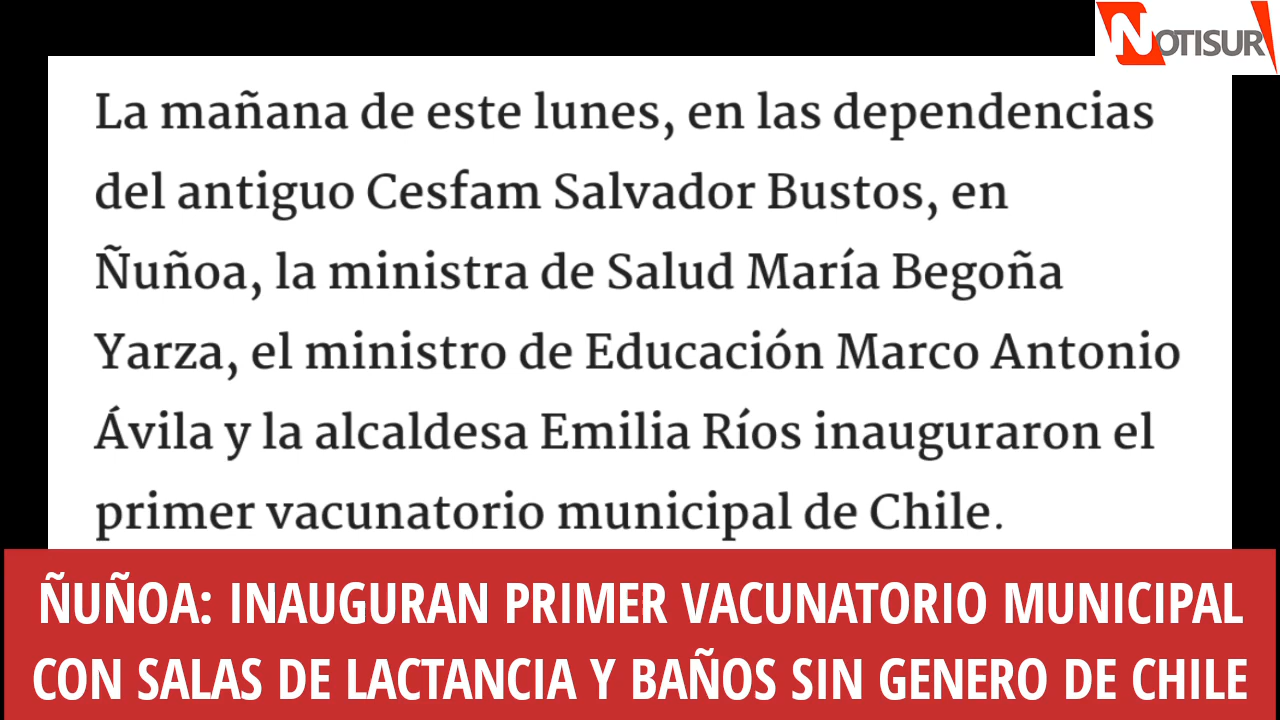 NOTISUR
La mañana de este lunes, en las dependencias
del antiguo Cesfam Salvador Bustos, en
Ñuñoa, la ministra de Salud María Begoña
Yarza, el ministro de Educación Marco Antonio
Ávila y la alcaldesa Emilia Ríos inauguraron el
primer vacunatorio municipal de Chile.
ÑUÑOA: INAUGURAN PRIMER VACUNATORIO MUNICIPAL
CON SALAS DE LACTANCIA Y BAÑOS SIN GENERO DE CHILE